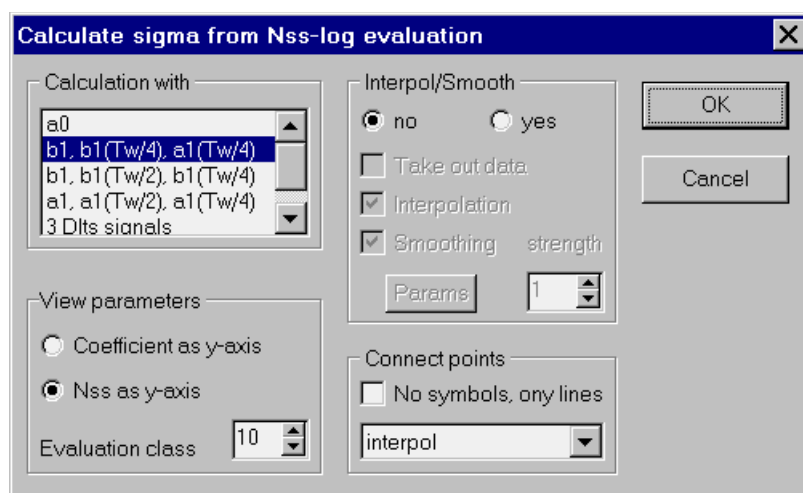 Calculate sigma from Nss-log evaluation
Calculation with
a0
b1, b1(Tw/4), a1(Tw/4)
b1, b1(Tw/2), b1(Tw/4)
a1, a1(Tw/2), a1(Tw/4)
3 Dlts signals
View parameters
Coefficient as y-axis
Nss as y-axis
Evaluation class 10
Interpol/Smooth
no yes
Take out data
Interpolation
Smoothing strength
Params 1
Connect points
No symbols, ony lines
interpol
OK
Cancel